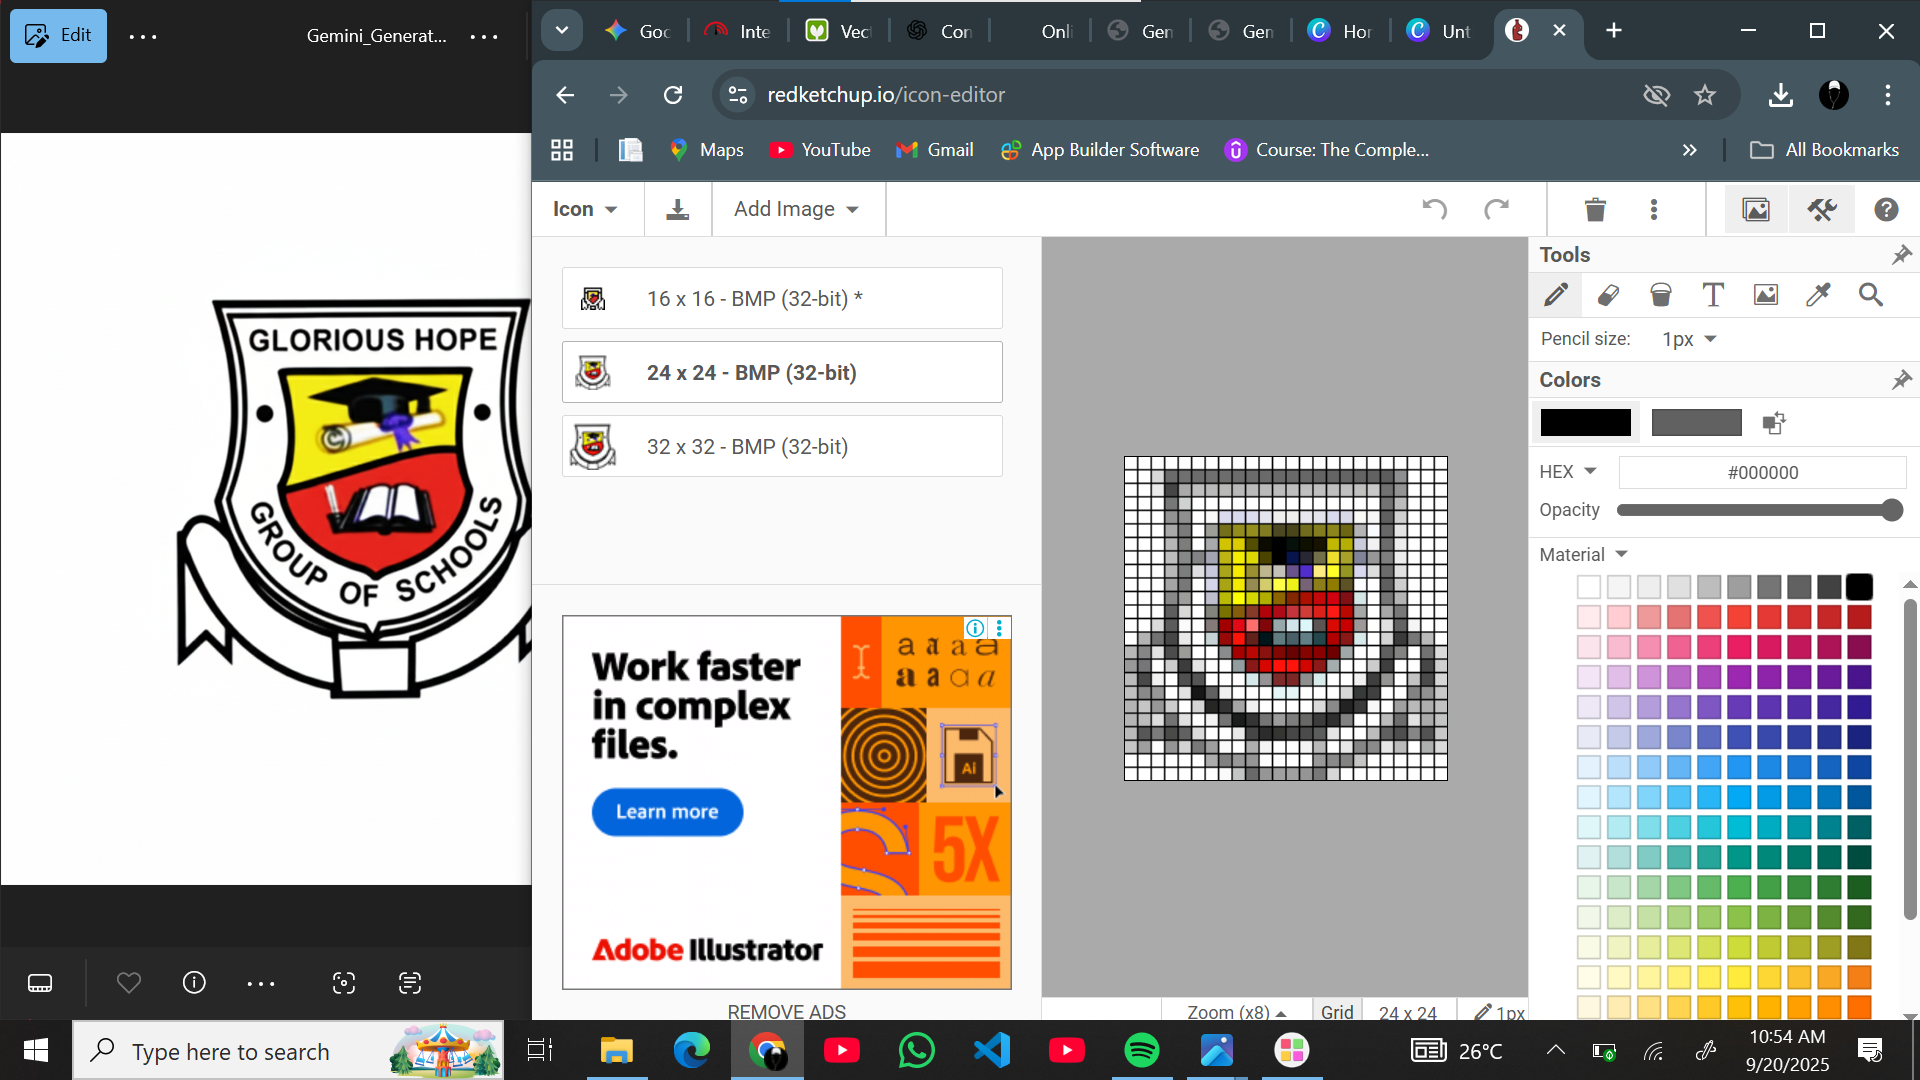 Edit
Gemini_Generat...
GLORIOUS HOPE
GROUP OF SCHOOLS
Goc
Inte
Vect
Con
Onli
Gen
Gen
Hor
Unt
redketchup.io/icon-editor
Maps
YouTube
Gmail
App Builder Software
Course: The Comple...
All Bookmarks
Icon
Add Image
16 x 16 - BMP (32-bit) *
24 x 24 - BMP (32-bit)
32 x 32 - BMP (32-bit)
Work faster
in complex
files.
Learn more
Adobe Illustrator
a a a a
a a a a
Ai
5X
REMOVE ADS
Zoom (x8)
Grid
24 x 24
1px
Tools
Pencil size:
1px
Colors
HEX
#000000
Opacity
Material
Type here to search
26°C
10:54 AM
9/20/2025